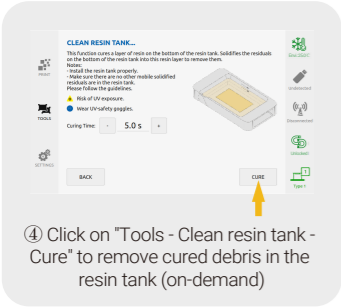 CLEAN RESIN TANK...
This function cures a layer of resin on the bottom of the resin tank. Solidifies the residuals
on the bottom of the tank into this resin layer to remove them.
Notes:
- Install the resin tank properly.
- Make sure there are no other mobile solidified
residuals are in the resin tank.
Please follow the guidelines.
Risk of UV-exposure.
Wear UV-safety goggles.
Curing Time: - 5.0 s +
BACK
CURE
PRINT
TOOLS
SETTINGS
Undetected
Disconnected
Unlocked
1
Type 1
④ Click on "Tools - Clean resin tank -
Cure" to remove cured debris in the
resin tank (on-demand)